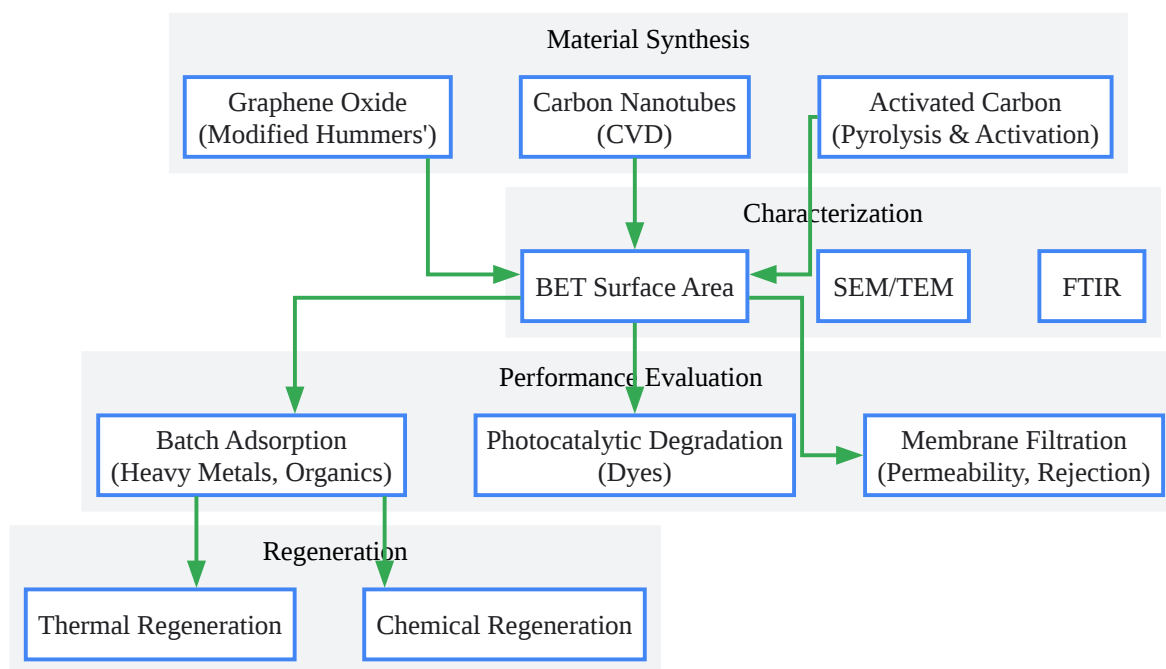 Material Synthesis
Graphene Oxide
(Modified Hummers')
Carbon Nanotubes
(CVD)
Activated Carbon
(Pyrolysis & Activation)
Characterization
BET Surface Area
SEM/TEM
FTIR
Performance Evaluation
Batch Adsorption
(Heavy Metals, Organics)
Photocatalytic Degradation
(Dyes)
Membrane Filtration
(Permeability, Rejection)
Regeneration
Thermal Regeneration
Chemical Regeneration